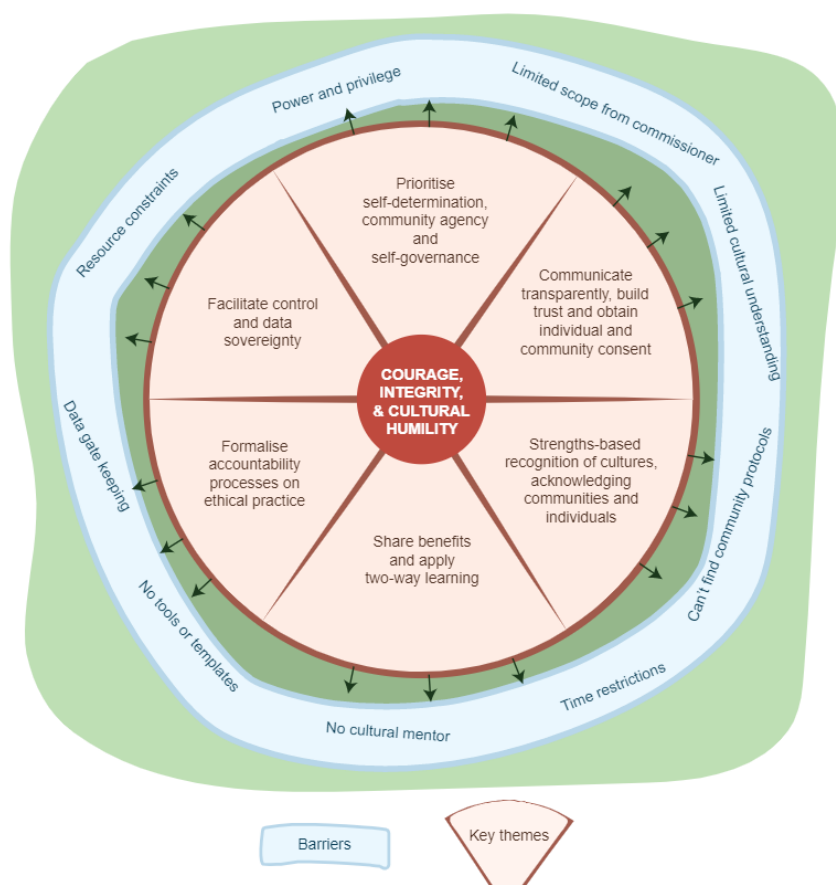 Power and privilege
Limited scope from commissioner
Limited cultural understanding
Can't find community protocols
Time restrictions
No cultural mentor
No tools or templates
Data gate keeping
Resource constraints
Prioritise
self-determination,
community agency
and
self-governance
Communicate
transparently, build
trust and obtain
individual and
community consent
Strengths-based
recognition of cultures,
acknowledging
communities and
individuals
Share benefits
and apply
two-way learning
Formalise
accountability
processes on
ethical practice
Facilitate control
and data
sovereignty
COURAGE,
INTEGRITY,
& CULTURAL
HUMILITY
Barriers
Key themes